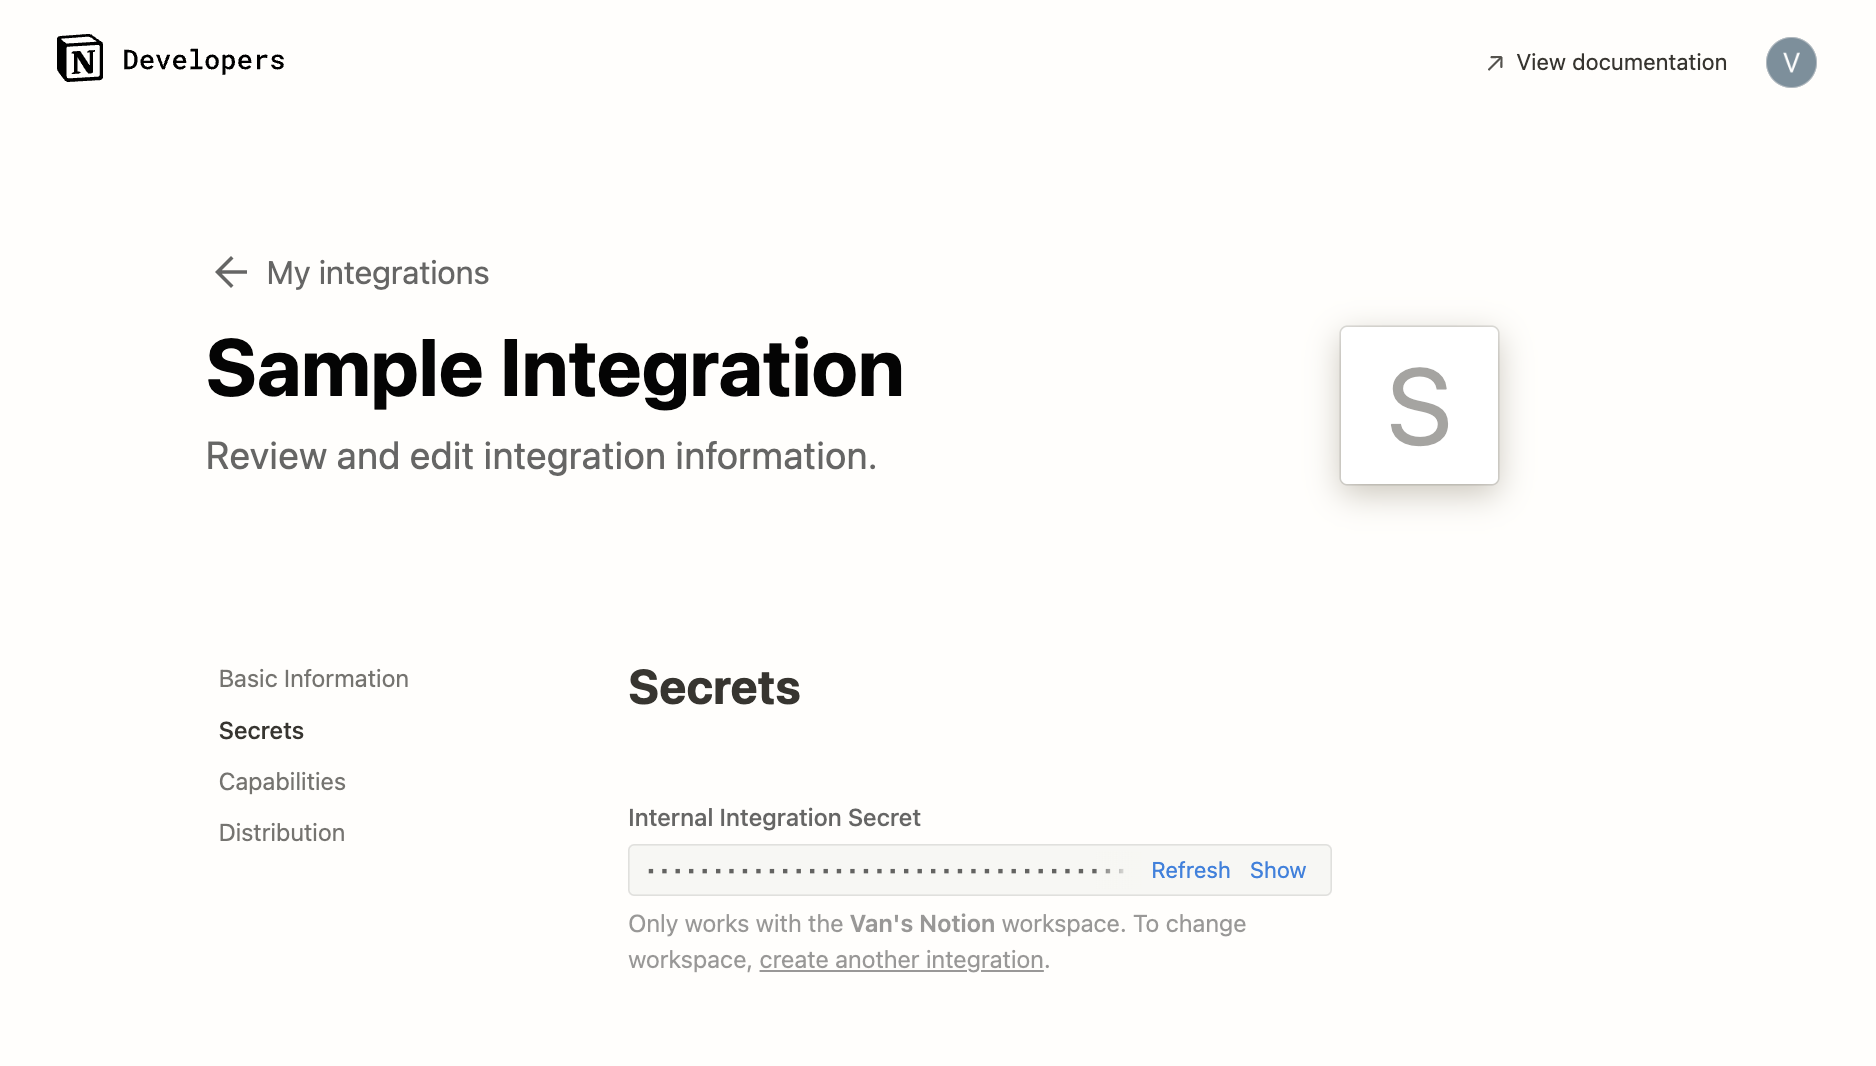 N Developers
View documentation
V
My integrations
Sample Integration
S
Review and edit integration information.
Basic Information
Secrets
Capabilities
Distribution
Secrets
Internal Integration Secret
Refresh Show
Only works with the Van's Notion workspace. To change
workspace, create another integration.